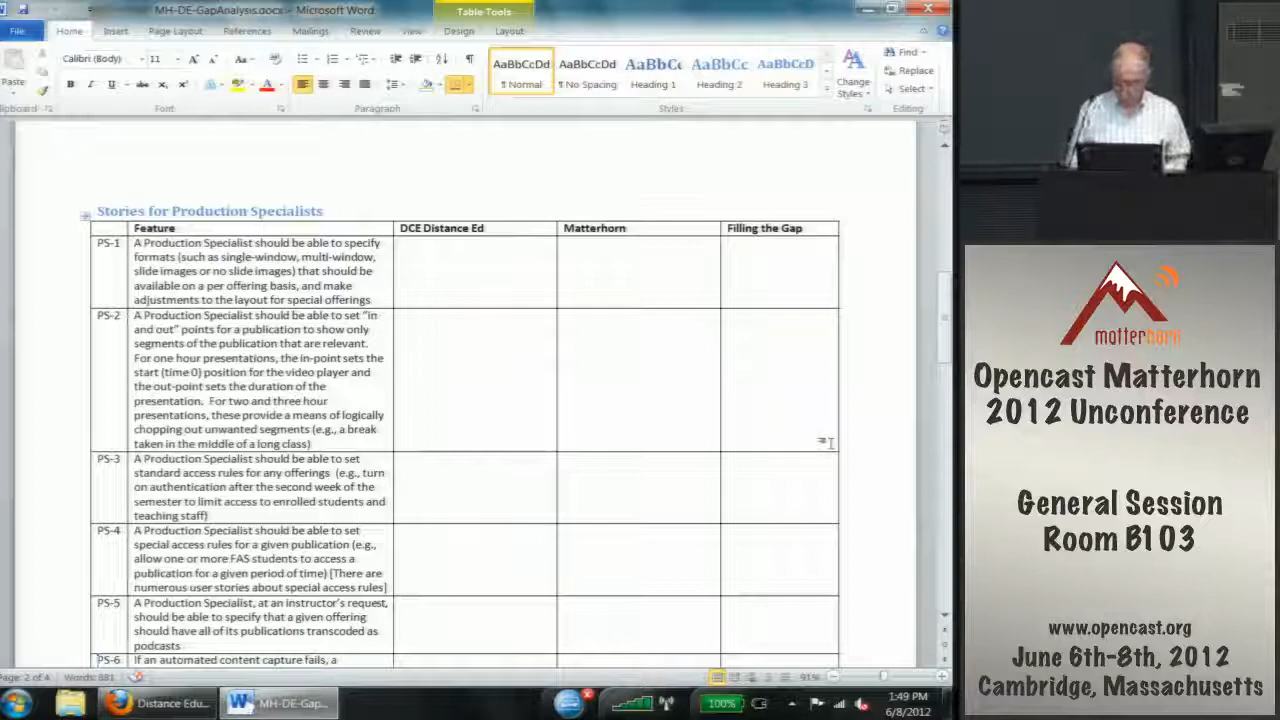 MH-DE-GapAnalysis.docx - Microsoft Word
Table Tools
File
Home
Insert
Page Layout
References
Mailings
Review
View
Design
Layout
Calibri (Body)
11
Paste
Clipboard
Font
Paragraph
AaBbCcDd
¶ Normal
AaBbCcDd
¶ No Spacing
AaBbCc
Heading 1
AaBbCc
Heading 2
AaBbCcD
Heading 3
Change
Styles
Styles
Find
Replace
Select
Editing
Stories for Production Specialists
Feature
DCE Distance Ed
Matterhorn
Filling the Gap
PS-1
A Production Specialist should be able to specify
formats (such as single-window, multi-window,
slide images or no slide images) that should be
available on a per offering basis, and make
adjustments to the layout for special offerings
PS-2
A Production Specialist should be able to set "in
and out" points for a publication to show only
segments of the publication that are relevant.
For one hour presentations, the in-point sets the
start (time 0) position for the video player and
the out-point sets the duration of the
presentation. For two and three hour
presentations, these provide a means of logically
chopping out unwanted segments (e.g., a break
taken in the middle of a long class)
PS-3
A Production Specialist should be able to set
standard access rules for any offerings (e.g., turn
on authentication after the second week of the
semester to limit access to enrolled students and
teaching staff)
PS-4
A Production Specialist should be able to set
special access rules for a given publication (e.g.,
allow one or more FAS students to access a
publication for a given period of time) [There are
numerous user stories about special access rules]
PS-5
A Production Specialist, at an instructor's request,
should be able to specify that a given offering
should have all of its publications transcoded as
podcasts
PS-6
If an automated content capture fails, a
Page: 2 of 4
Words: 881
91%
Distance Edu...
MH-DE-Gap...
100%
1:49 PM
6/8/2012
matterhorn
Opencast Matterhorn
2012 Unconference
General Session
Room B103
www.opencast.org
June 6th-8th, 2012
Cambridge, Massachusetts